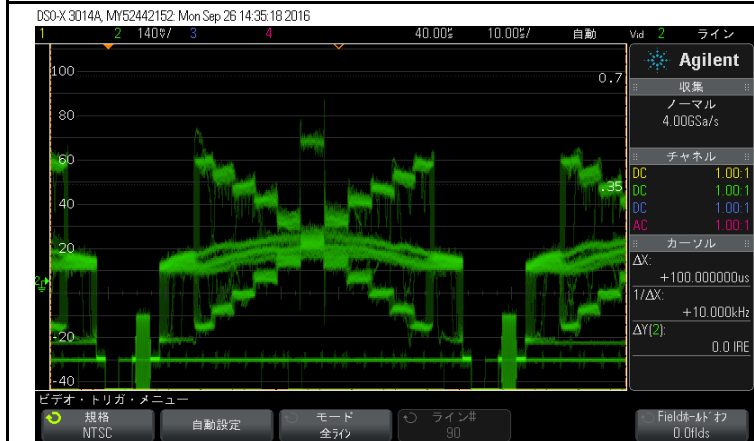 DSO-X 3014A, MY52442152: Mon Sep 26 14:35:18 2016
1 2 140⅟/ 3 4 40.00s 10.00s/ 自動 Vid 2 ライン
Agilent
収集
ノーマル
4.00GSa/s
チャネル
DC 1.00:1
DC 1.00:1
DC 1.00:1
AC 1.00:1
カーソル
ΔX:
+100.000000us
1/ΔX:
+10.000kHz
ΔY(2):
0.0 IRE
100
0.7
80
60
.35
40
20
2
-20
-40
ビデオ・トリガ・メニュー
規格
NTSC
自動設定
モード
全ライン
ライン#
90
Fieldホールドオフ
0.0flds